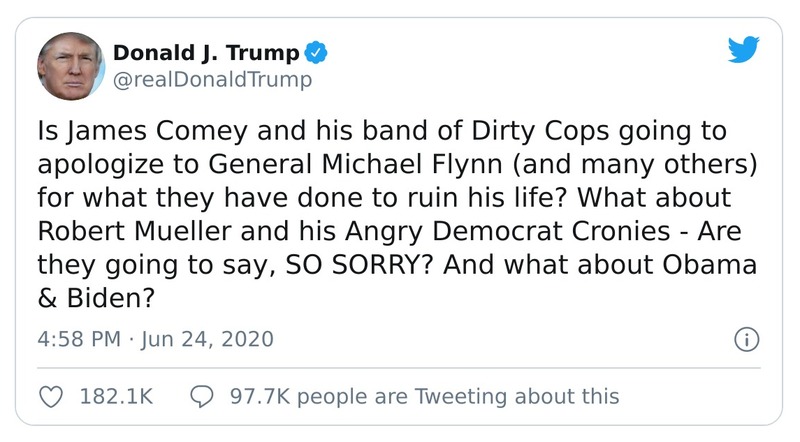 Donald J. Trump
@realDonaldTrump
Is James Comey and his band of Dirty Cops going to
apologize to General Michael Flynn (and many others)
for what they have done to ruin his life? What about
Robert Mueller and his Angry Democrat Cronies - Are
they going to say, SO SORRY? And what about Obama
& Biden?
4:58 PM · Jun 24, 2020
182.1K 97.7K people are Tweeting about this